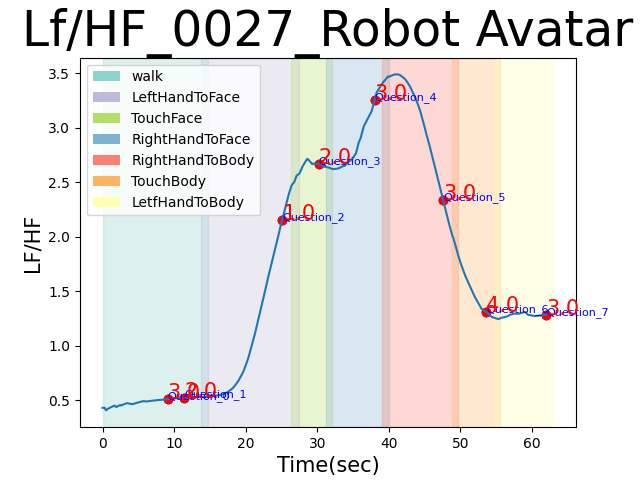 Lf/HF_0027_Robot Avatar
walk
LeftHandToFace
TouchFace
RightHandToFace
RightHandToBody
TouchBody
LetfHandToBody
3.5
3.0
2.5
2.0
1.5
1.0
0.5
LF/HF
3.0
Question_4
2.0
Question_3
1.0
Question_2
3.0
Question_5
4.0
Question_6
3.0
Question_7
Question_0
Question_1
0 10 20 30 40 50 60
Time(sec)